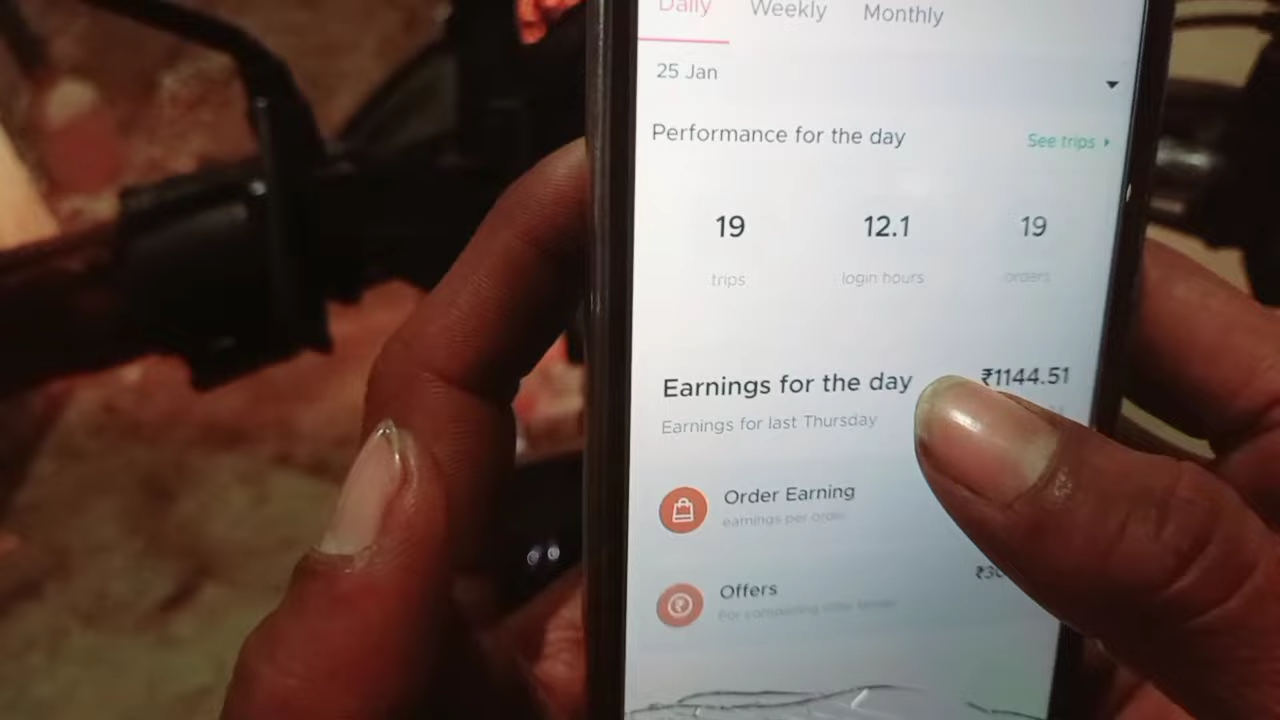 Daily Weekly Monthly
25 Jan
Performance for the day See trips
19 12.1 19
trips login hours orders
Earnings for the day ₹1144.51
Earnings for last Thursday
Order Earning
earnings per order
Offers